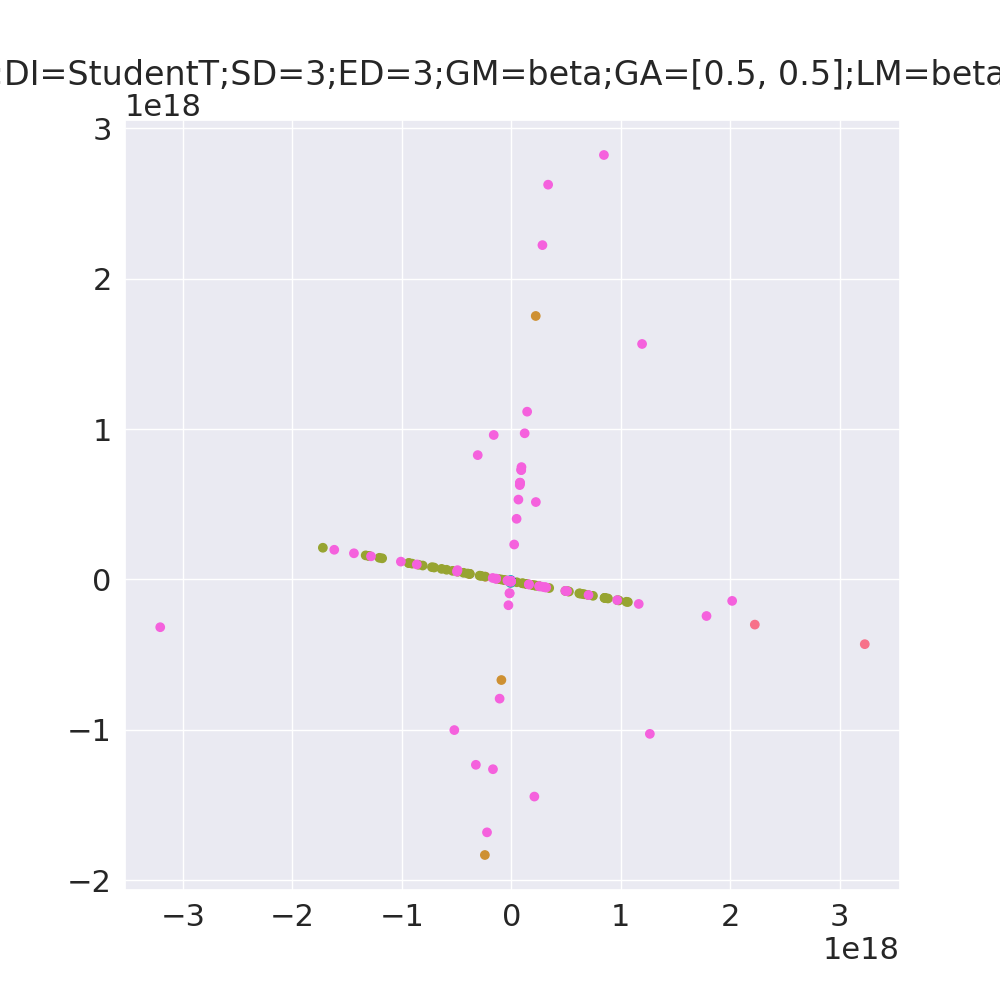 DI=StudentT;SD=3;ED=3;GM=beta;GA=[0.5, 0.5];LM=beta
1e18
3
2
1
0
−1
−2
−3 −2 −1 0 1 2 3
1e18